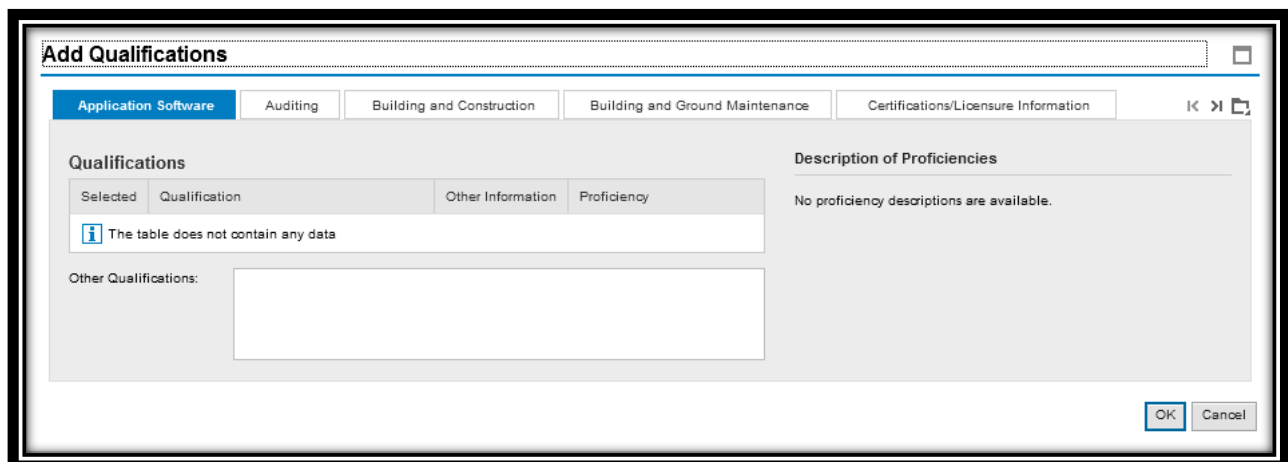 Add Qualifications
Application Software Auditing Building and Construction Building and Ground Maintenance Certifications/Licensure Information
Qualifications
Selected Qualification Other Information Proficiency
The table does not contain any data
Other Qualifications:
Description of Proficiencies
No proficiency descriptions are available.
OK Cancel